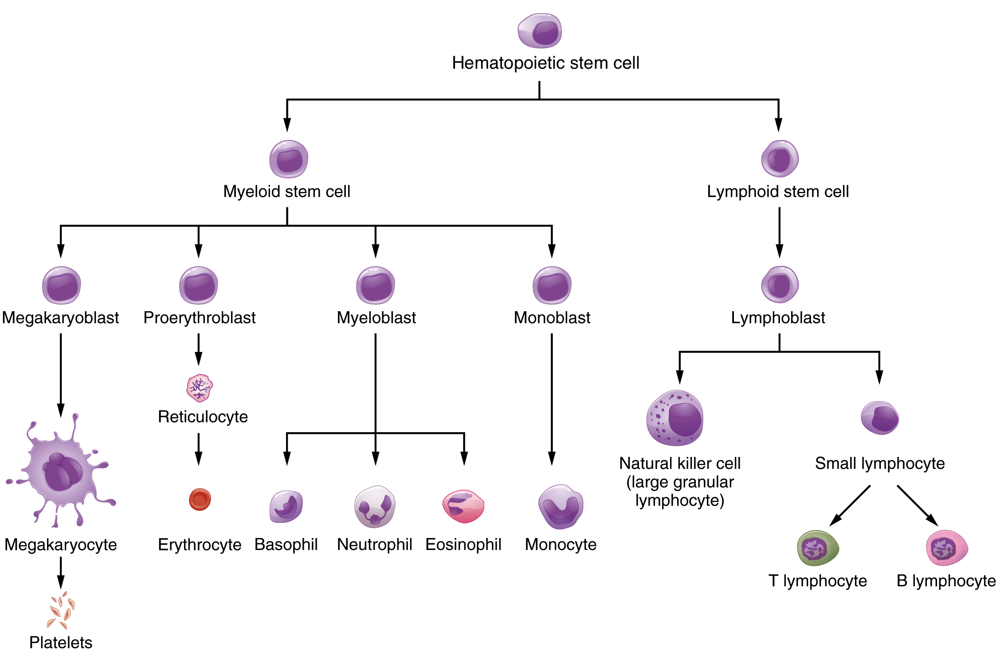 Hematopoietic stem cell
Myeloid stem cell
Lymphoid stem cell
Megakaryoblast
Proerythroblast
Myeloblast
Monoblast
Lymphoblast
Reticulocyte
Natural killer cell
(large granular
lymphocyte)
Small lymphocyte
Megakaryocyte
Erythrocyte
Basophil
Neutrophil
Eosinophil
Monocyte
T lymphocyte
B lymphocyte
Platelets